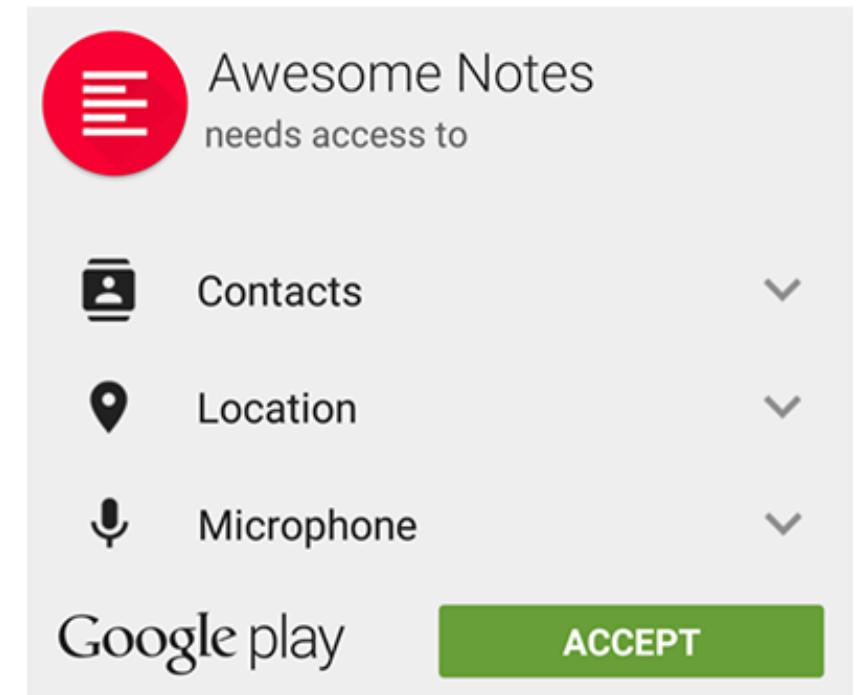 Awesome Notes
needs access to
Contacts
Location
Microphone
Google play
ACCEPT